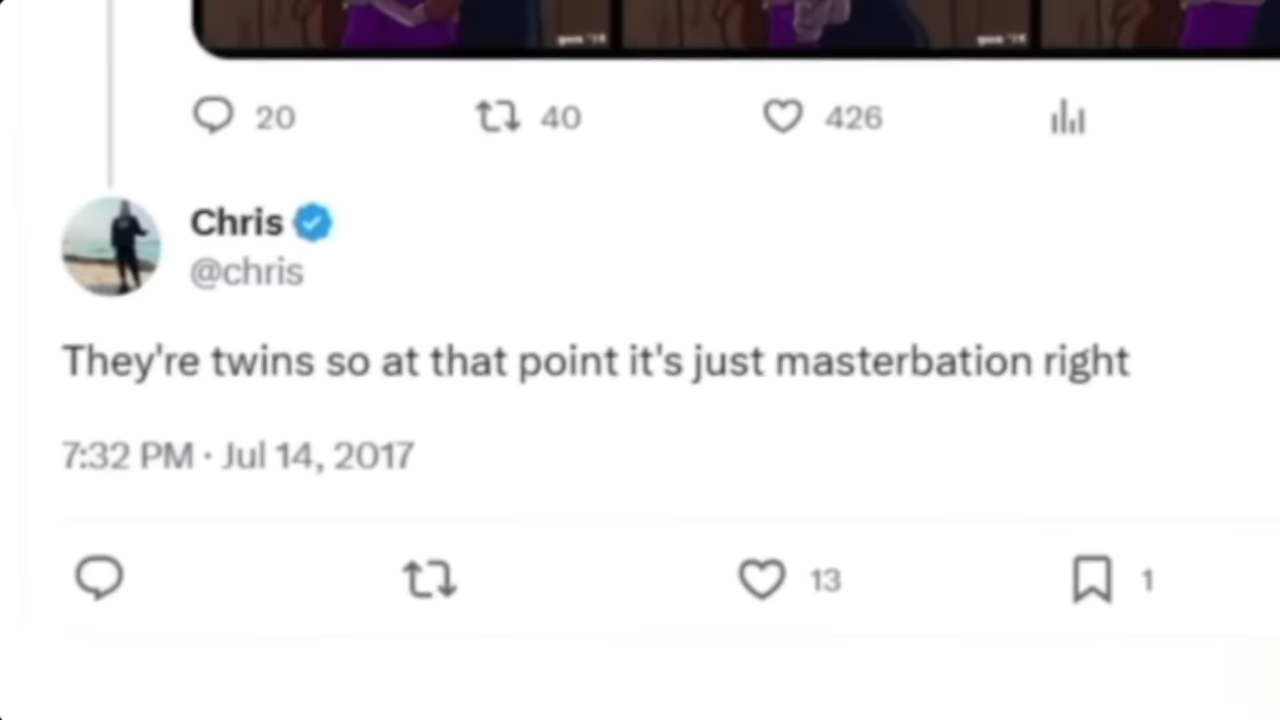 20 40 426
Chris
@chris
They're twins so at that point it's just masterbation right
7:32 PM · Jul 14, 2017
13 1